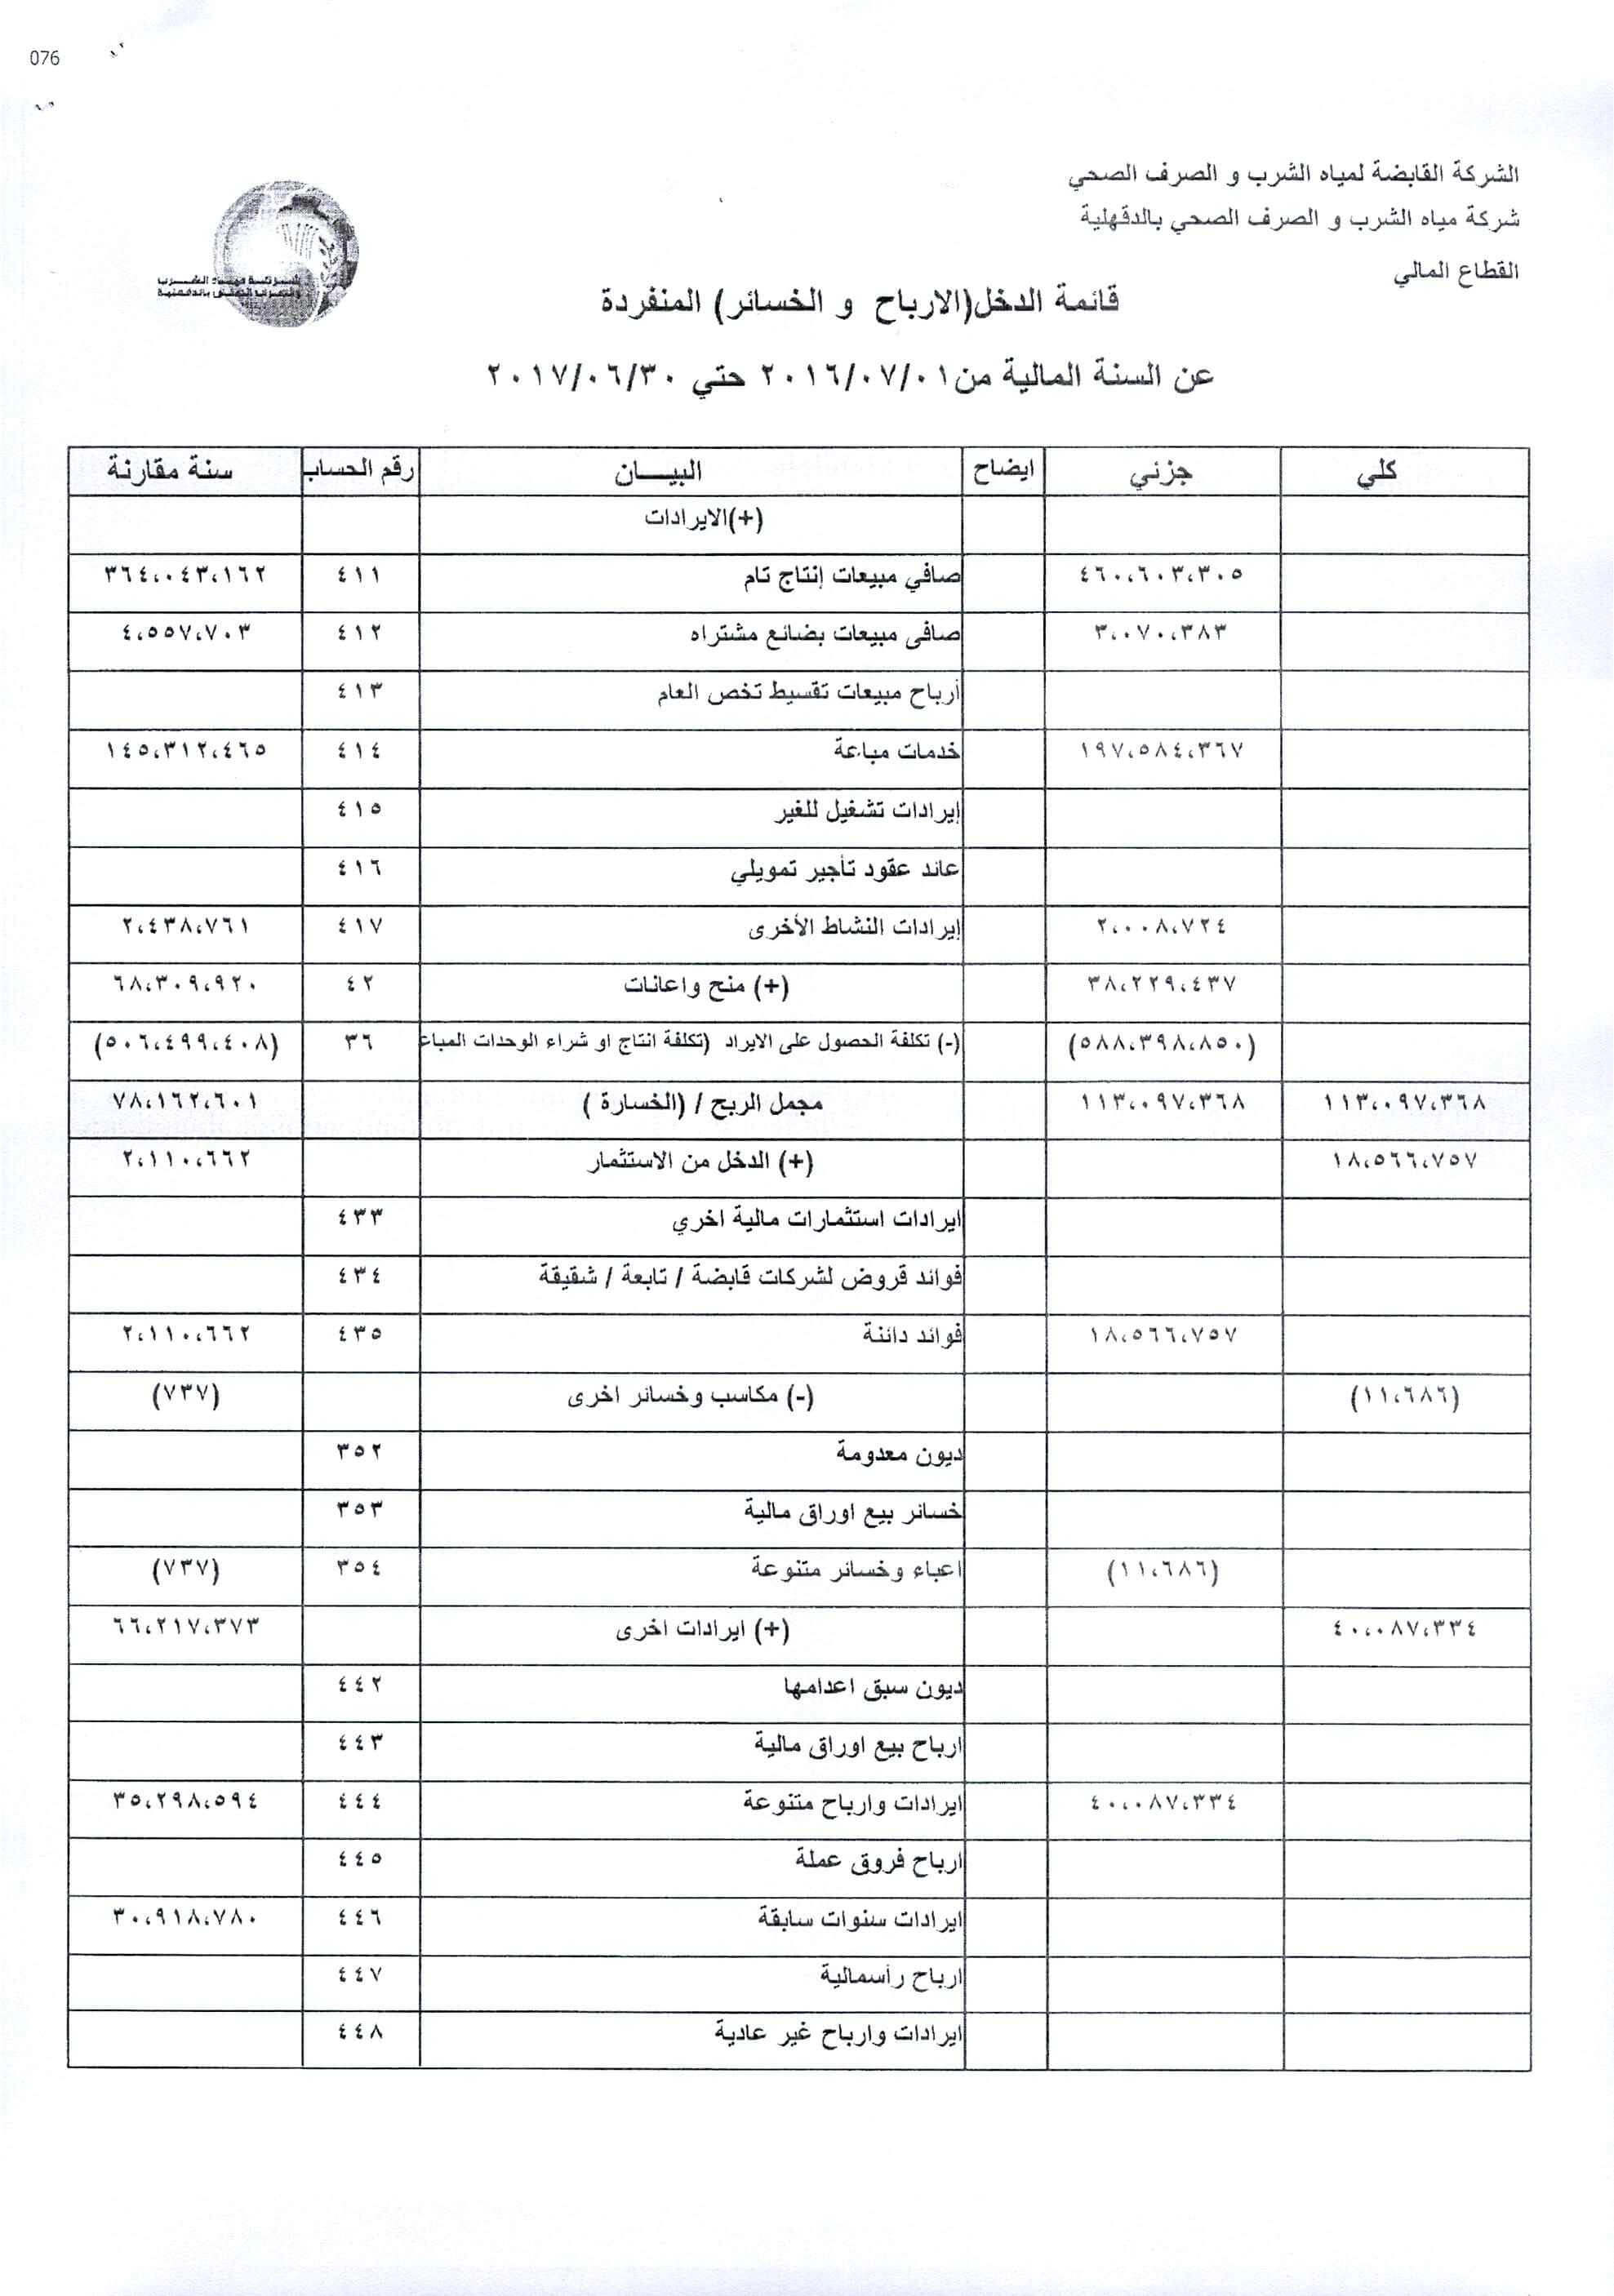 076
الشركة القابضة لمياه الشرب و الصرف الصحي
شركة مياه الشرب و الصرف الصحي بالدقهلية
القطاع المالي
شركة مياه الشرب
والصرف الصحى بالدقهلية
قائمة الدخل(الارباح و الخسائر) المنفردة
عن السنة المالية من ٢٠١٦/٠٧/٠١ حتي ٢٠١٧/٠٦/٣٠
كلي جزئي ايضاح البيـــان رقم الحساب سنة مقارنة
(+)الايرادات
٤٦٠،٦٠٣،٣٠٥ صافي مبيعات إنتاج تام ٤١١ ٣٦٤،٠٤٣،١٦٢
٣،٠٧٠،٣٨٣ صافى مبيعات بضائع مشتراه ٤١٢ ٤،٥٥٧،٧٠٣
أرباح مبيعات تقسيط تخص العام ٤١٣
١٩٧،٥٨٤،٣٦٧ خدمات مباعة ٤١٤ ١٤٥،٣١٢،٤٦٥
إيرادات تشغيل للغير ٤١٥
عائد عقود تأجير تمويلي ٤١٦
٢،٠٠٨،٧٢٤ إيرادات النشاط الأخرى ٤١٧ ٢،٤٣٨،٧٦١
٣٨،٢٢٩،٤٣٧ (+) منح واعانات ٤٢ ٦٨،٣٠٩،٩٢٠
(٥٨٨،٣٩٨،٨٥٠) (-) تكلفة الحصول على الايراد (تكلفة انتاج او شراء الوحدات المباع ٣٦ (٥٠٦،٤٩٩،٤٠٨)
١١٣،٠٩٧،٣٦٨ ١١٣،٠٩٧،٣٦٨ مجمل الربح / (الخسارة ) ٧٨،١٦٢،٦٠١
١٨،٥٦٦،٧٥٧ (+) الدخل من الاستثمار ٢،١١٠،٦٦٢
ايرادات استثمارات مالية اخري ٤٣٣
فوائد قروض لشركات قابضة / تابعة / شقيقة ٤٣٤
١٨،٥٦٦،٧٥٧ فوائد دائنة ٤٣٥ ٢،١١٠،٦٦٢
(١١،٦٨٦) (-) مكاسب وخسائر اخرى (٧٣٧)
ديون معدومة ٣٥٢
خسائر بيع اوراق مالية ٣٥٣
(١١،٦٨٦) اعباء وخسائر متنوعة ٣٥٤ (٧٣٧)
٤٠،٠٨٧،٣٣٤ (+) ايرادات اخرى ٦٦،٢١٧،٣٧٣
ديون سبق اعدامها ٤٤٢
ارباح بيع اوراق مالية ٤٤٣
٤٠،٠٨٧،٣٣٤ ايرادات وارباح متنوعة ٤٤٤ ٣٥،٢٩٨،٥٩٤
ارباح فروق عملة ٤٤٥
ايرادات سنوات سابقة ٤٤٦ ٣٠،٩١٨،٧٨٠
ارباح رأسمالية ٤٤٧
ايرادات وارباح غير عادية ٤٤٨